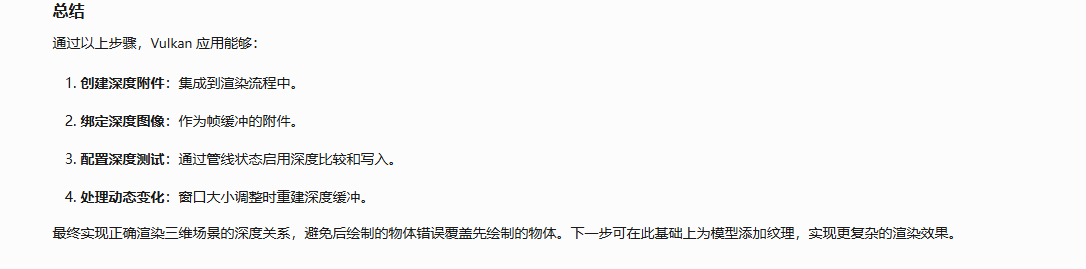 总结
通过以上步骤，Vulkan 应用能够：
1. 创建深度附件：集成到渲染流程中。
2. 绑定深度图像：作为帧缓冲的附件。
3. 配置深度测试：通过管线状态启用深度比较和写入。
4. 处理动态变化：窗口大小调整时重建深度缓冲。
最终实现正确渲染三维场景的深度关系，避免后绘制的物体错误覆盖先绘制的物体。下一步可在此基础上为模型添加纹理，实现更复杂的渲染效果。